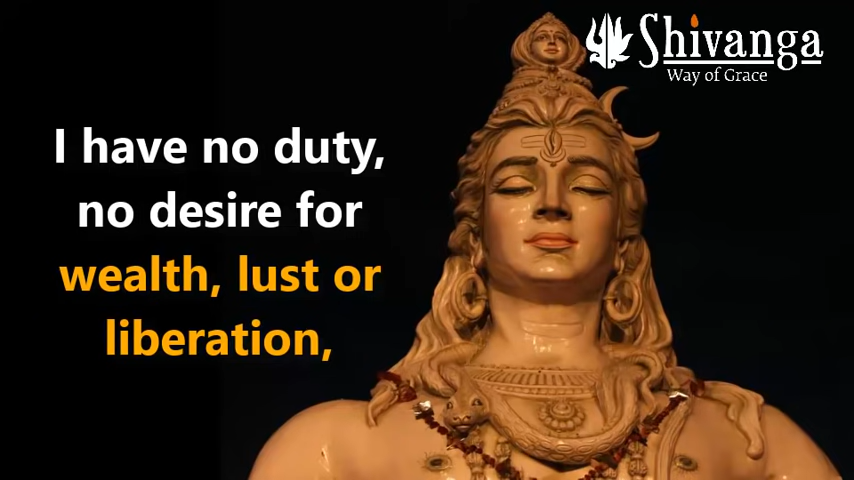 Shivanga
Way of Grace
I have no duty,
no desire for
wealth, lust or
liberation,